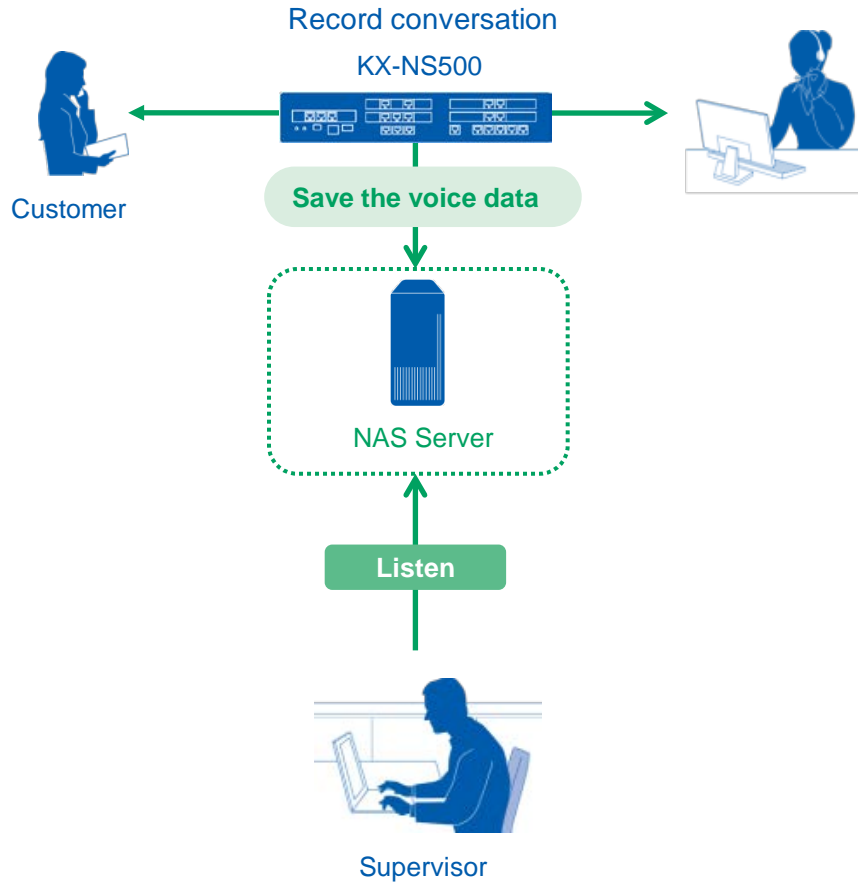 Record conversation
KX-NS500
Customer
Save the voice data
NAS Server
Listen
Supervisor